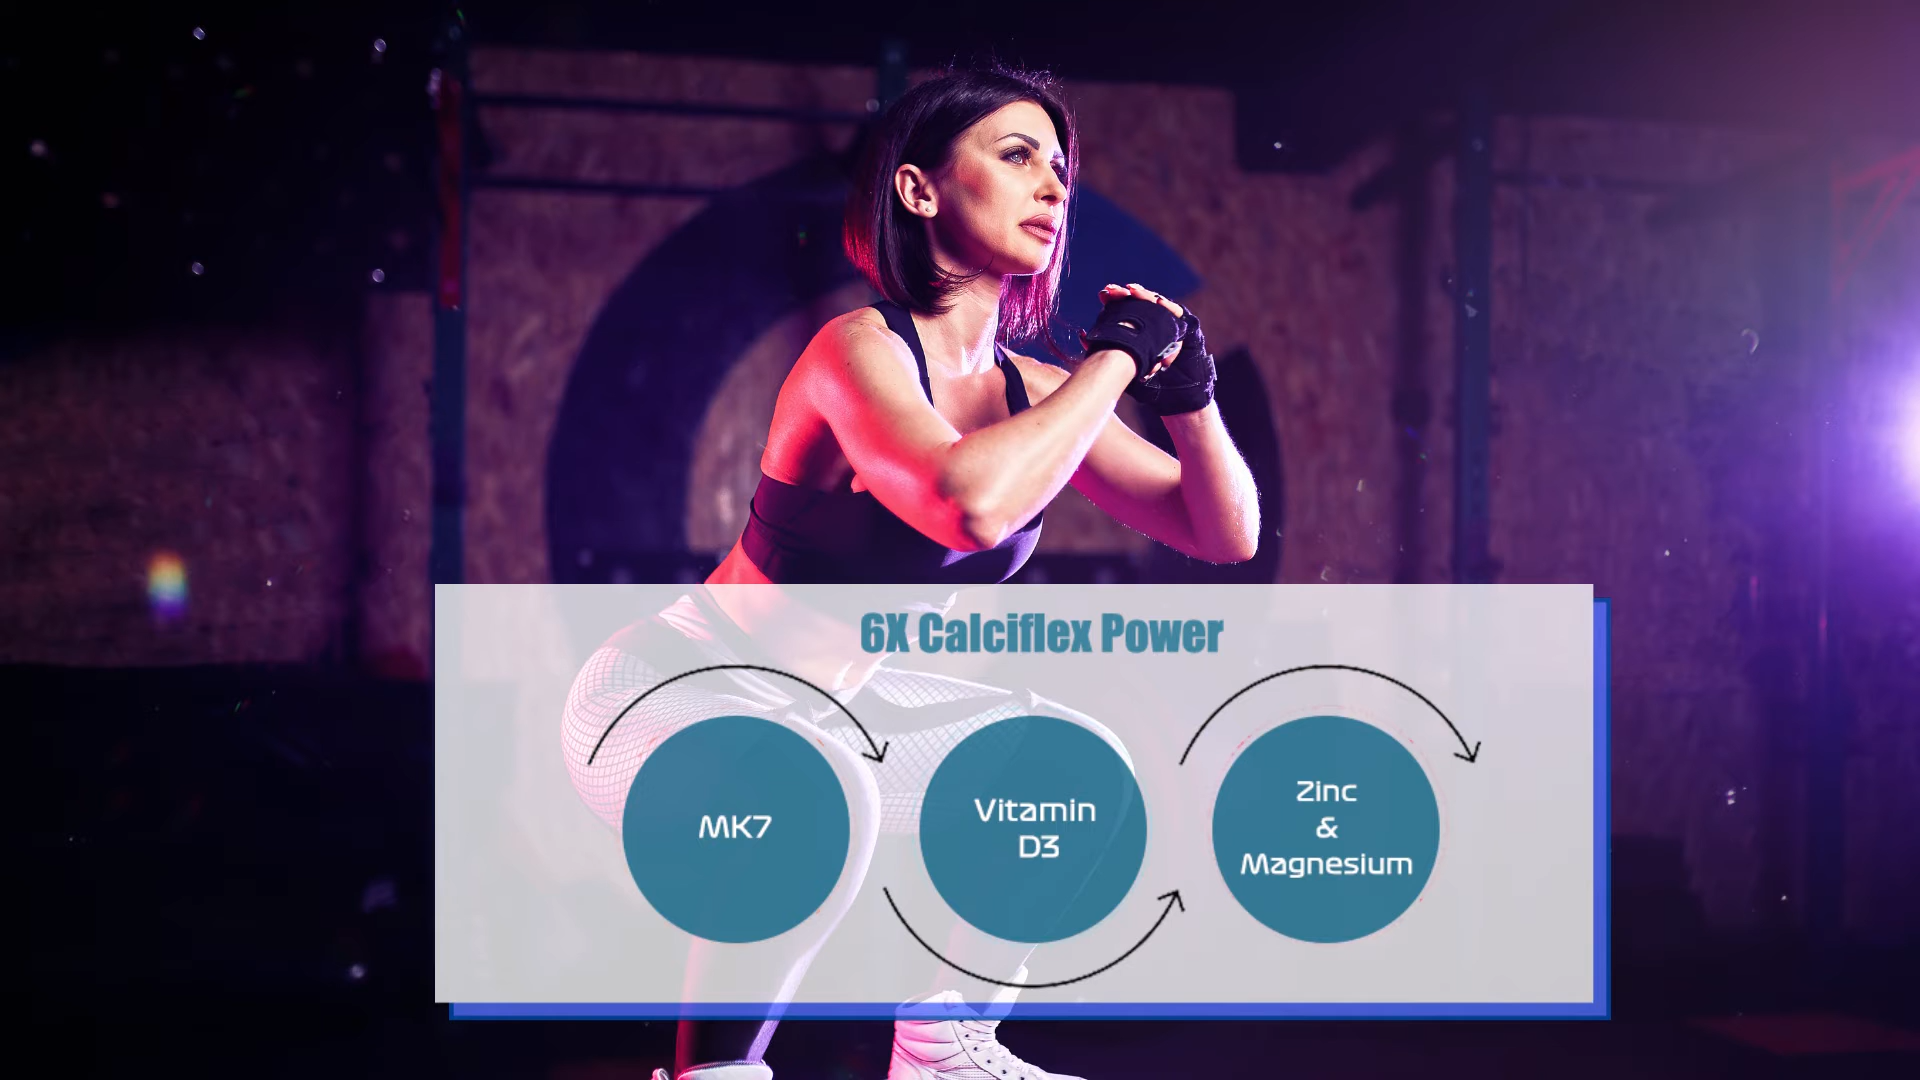 6X Calciflex Power
MK7
Vitamin
D3
Zinc
&
Magnesium